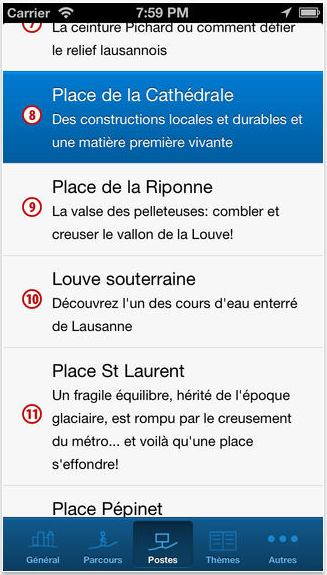 Carrier 7:59 PM
7 La ceinture Pichard ou comment défier
le relief lausannois
Place de la Cathédrale
8 Des constructions locales et durables et
une matière première vivante
Place de la Riponne
9 La valse des pelleteuses: combler et
creuser le vallon de la Louve!
Louve souterraine
10 Découvrez l'un des cours d'eau enterré
de Lausanne
Place St Laurent
Un fragile équilibre, hérité de l'époque
11 glaciaire, est rompu par le creusement
du métro... et voilà qu'une place
s'effondre!
Place Pépinet
Général Parcours Postes Thèmes Autres